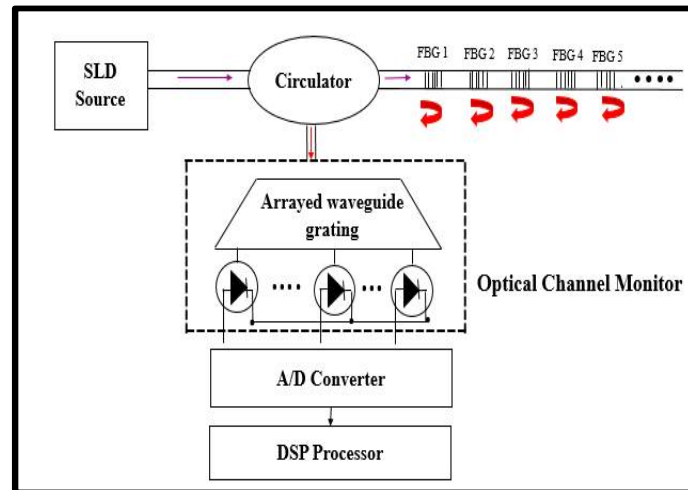 SLD
Source
Circulator
FBG 1
FBG 2
FBG 3
FBG 4
FBG 5
Arrayed waveguide
grating
Optical Channel Monitor
A/D Converter
DSP Processor